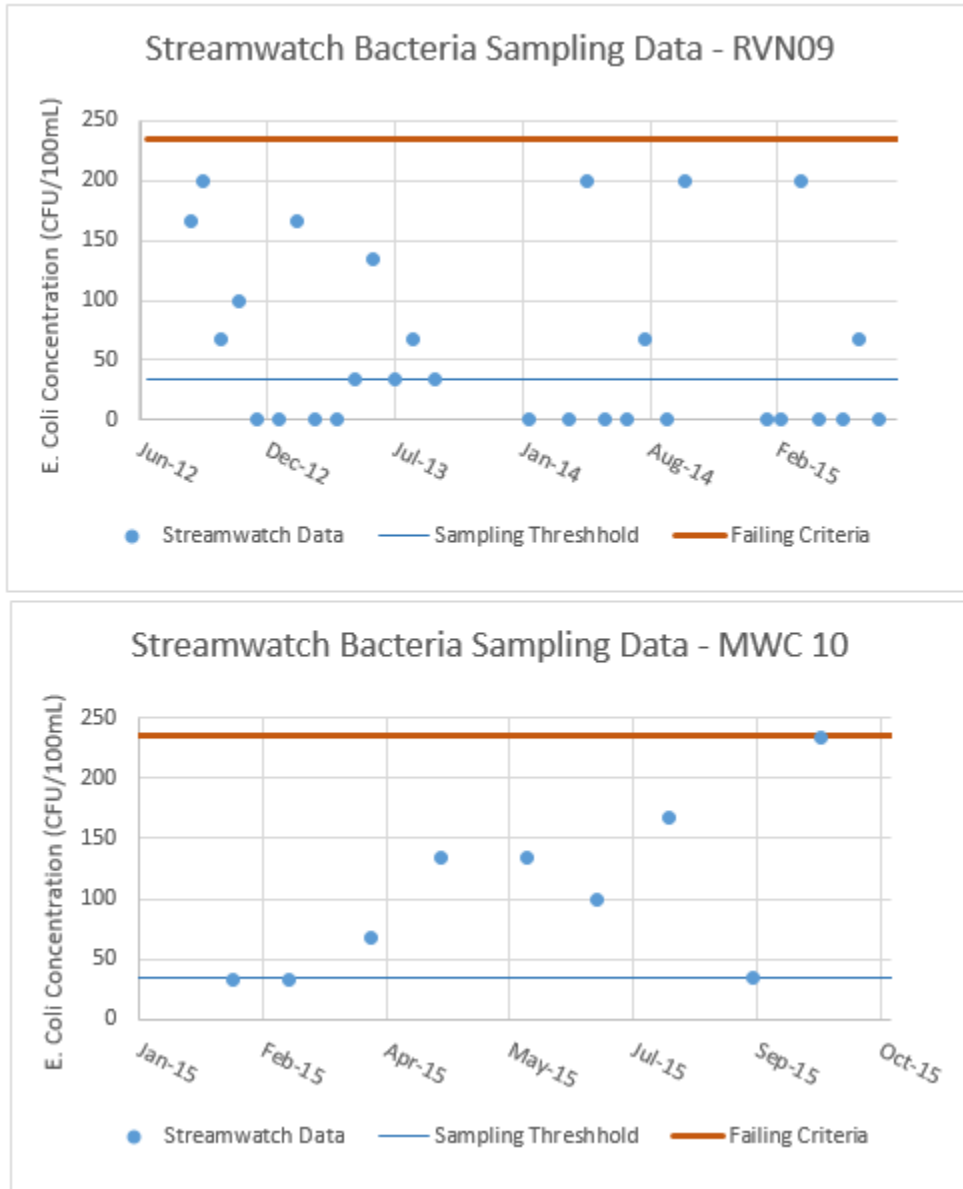 Streamwatch Bacteria Sampling Data - RVN09
E. Coli Concentration (CFU/100mL)
250
200
150
100
50
0
Jun-12 Dec-12 Jul-13 Jan-14 Aug-14 Feb-15
Streamwatch Data Sampling Threshhold Failing Criteria
Streamwatch Bacteria Sampling Data - MWC 10
E. Coli Concentration (CFU/100mL)
250
200
150
100
50
0
Jan-15 Feb-15 Apr-15 May-15 Jul-15 Sep-15 Oct-15
Streamwatch Data Sampling Threshhold Failing Criteria